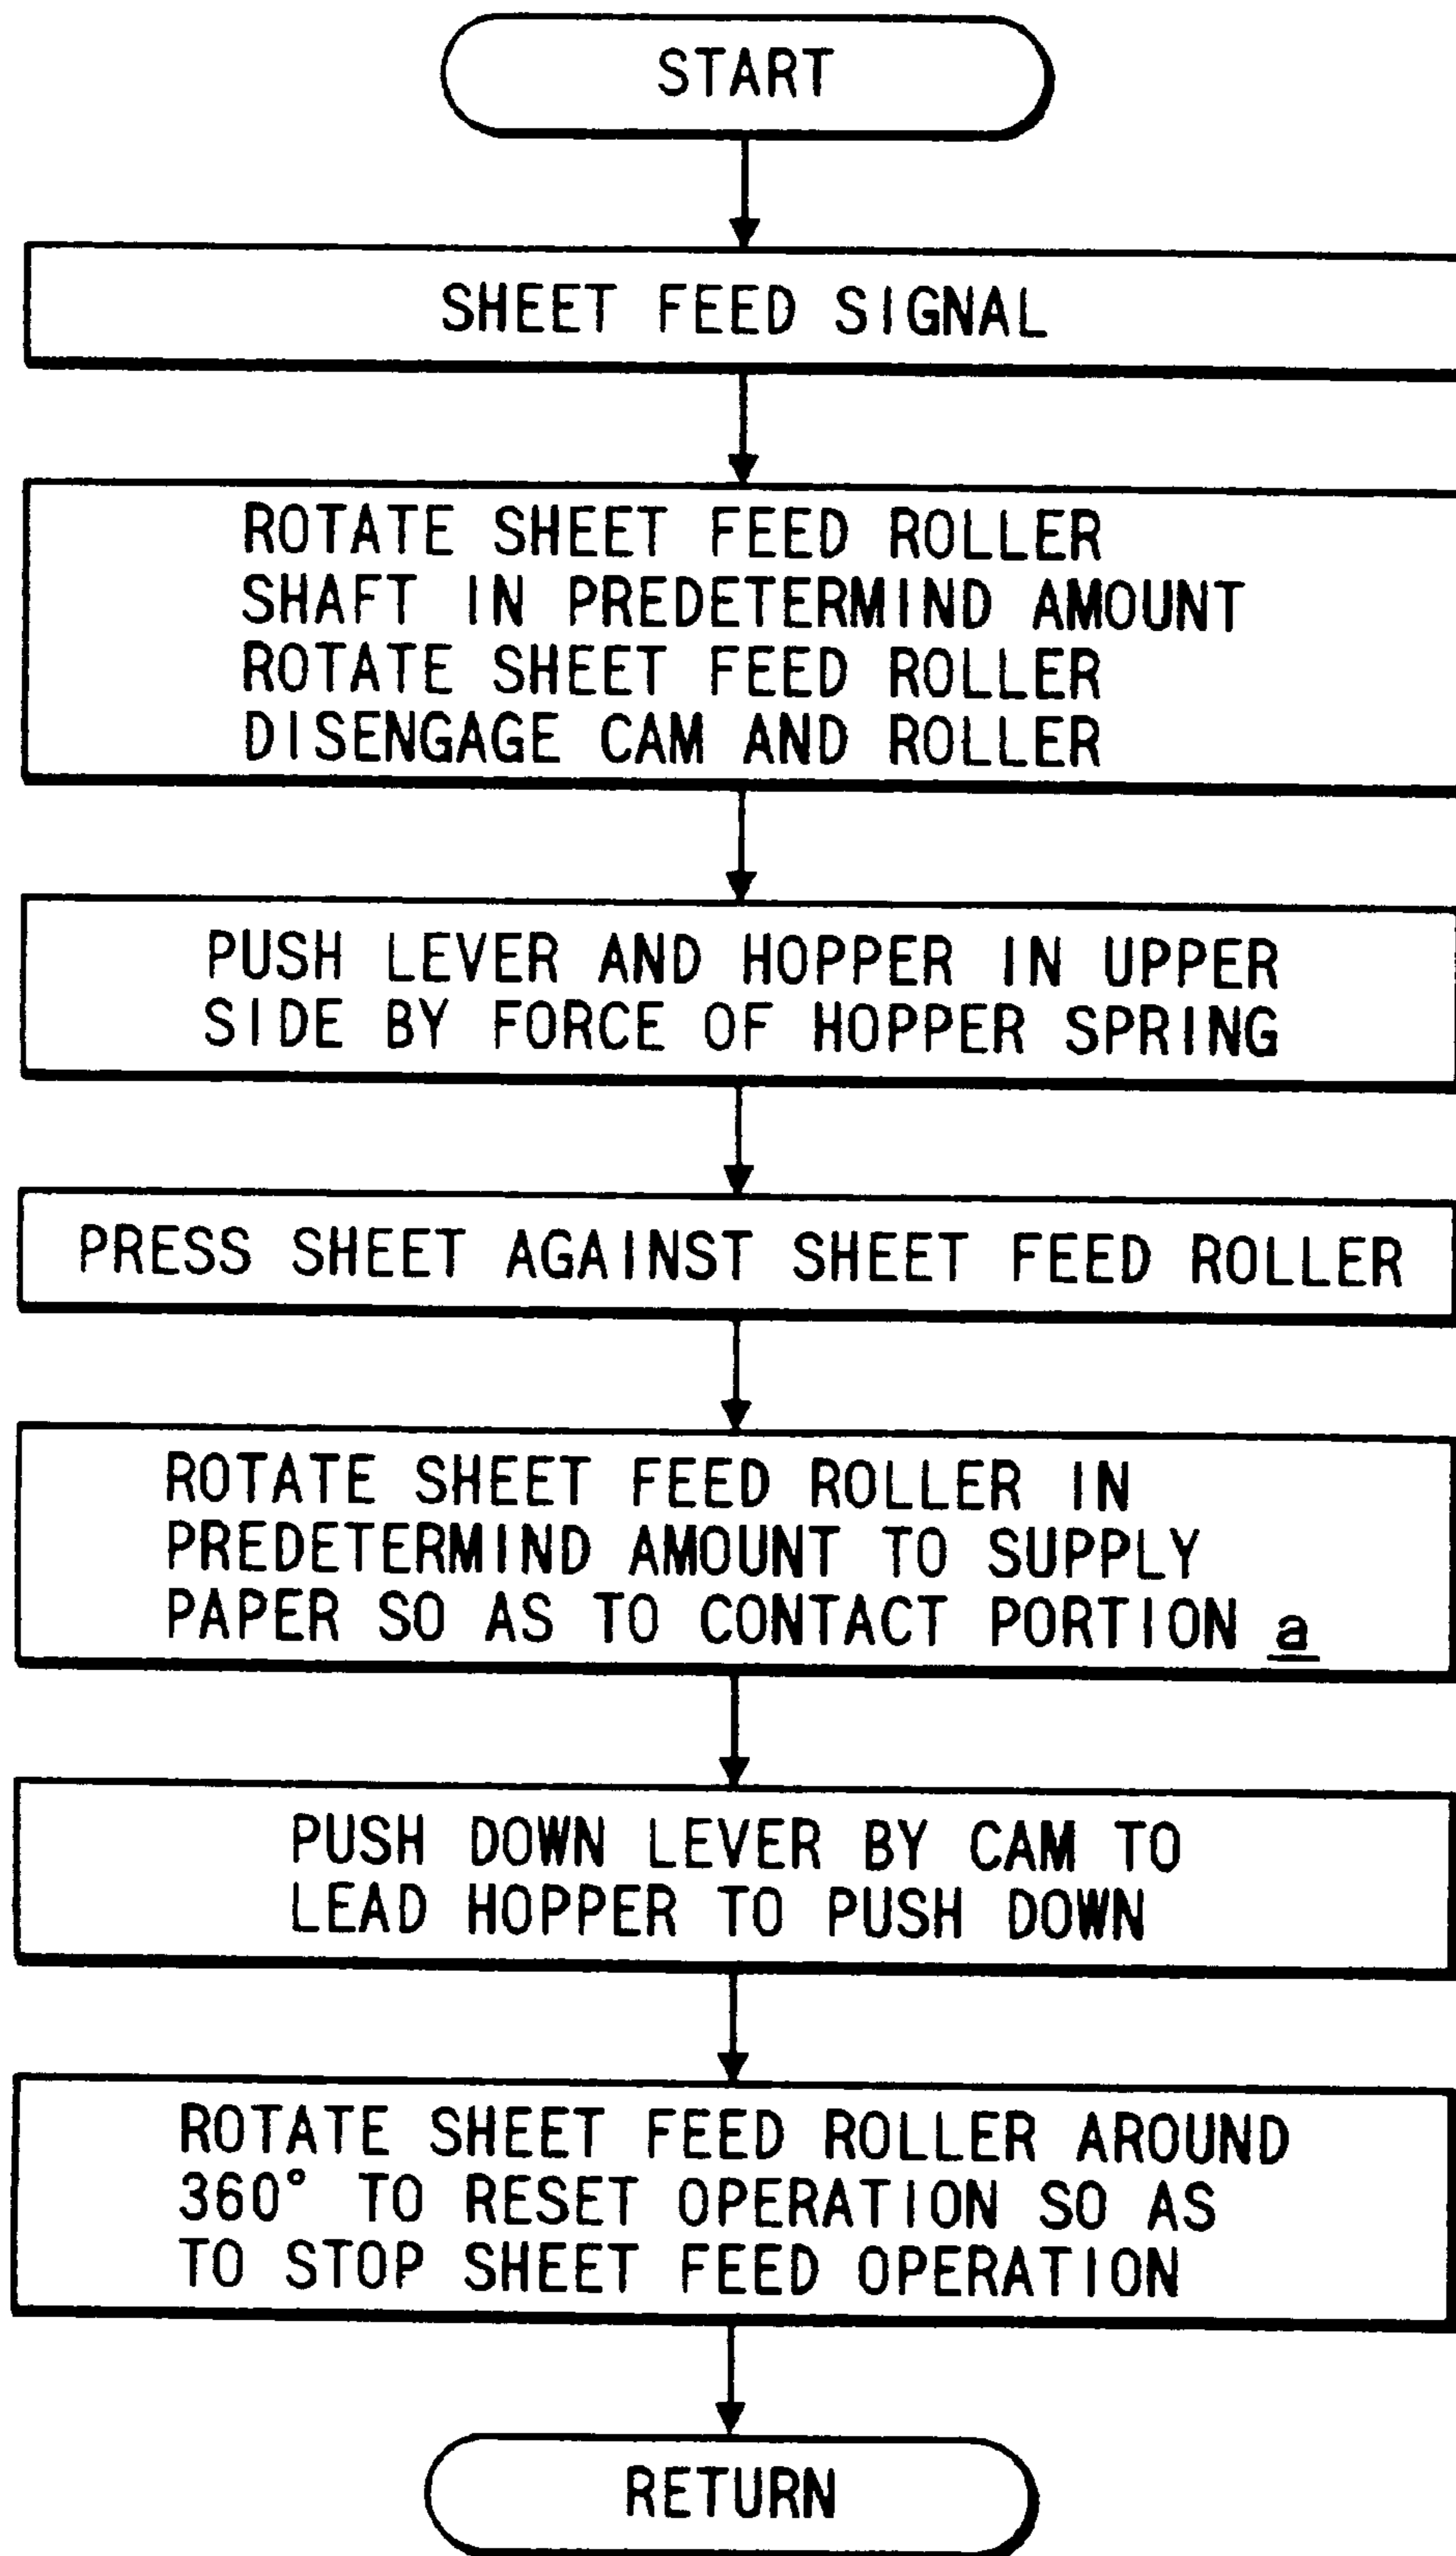 START
SHEET FEED SIGNAL
ROTATE SHEET FEED ROLLER
SHAFT IN PREDETERMIND AMOUNT
ROTATE SHEET FEED ROLLER
DISENGAGE CAM AND ROLLER
PUSH LEVER AND HOPPER IN UPPER
SIDE BY FORCE OF HOPPER SPRING
PRESS SHEET AGAINST SHEET FEED ROLLER
ROTATE SHEET FEED ROLLER IN
PREDETERMIND AMOUNT TO SUPPLY
PAPER SO AS TO CONTACT PORTION a
PUSH DOWN LEVER BY CAM TO
LEAD HOPPER TO PUSH DOWN
ROTATE SHEET FEED ROLLER AROUND
360° TO RESET OPERATION SO AS
TO STOP SHEET FEED OPERATION
RETURN